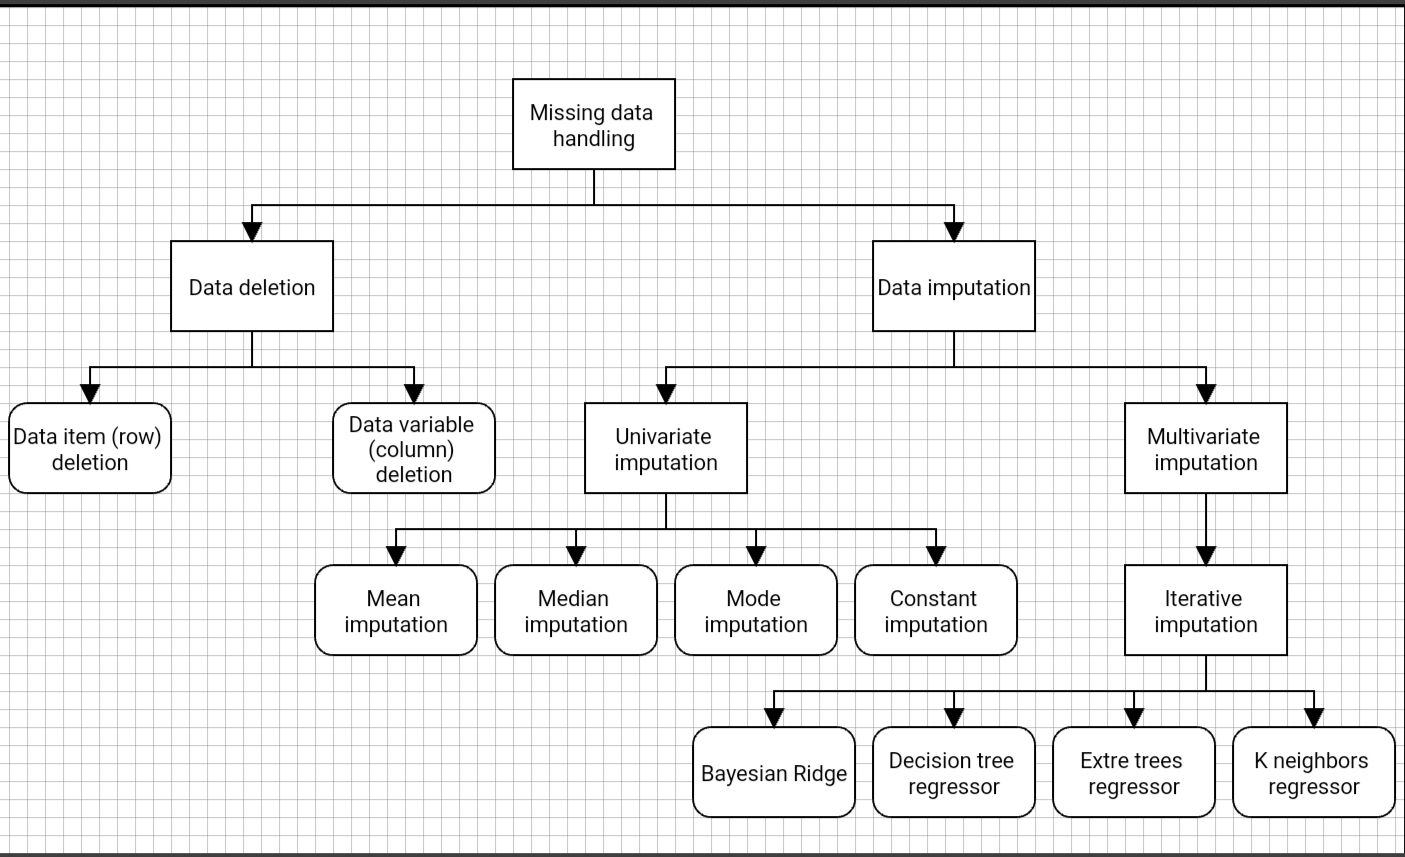 Missing data
handling
Data deletion
Data imputation
Data item (row)
deletion
Data variable
(column)
deletion
Univariate
imputation
Multivariate
imputation
Mean
imputation
Median
imputation
Mode
imputation
Constant
imputation
Iterative
imputation
Bayesian Ridge
Decision tree
regressor
Extre trees
regressor
K neighbors
regressor